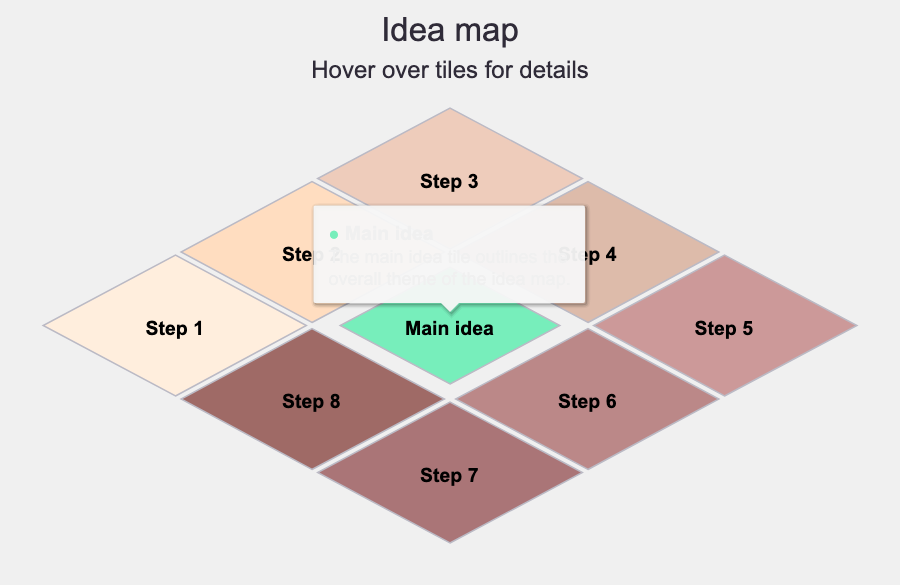 Idea map
Hover over tiles for details
Step 3
Step 2
Step 4
Main idea
The main idea tile outlines the
overall theme of the idea map.
Step 1
Main idea
Step 5
Step 8
Step 6
Step 7